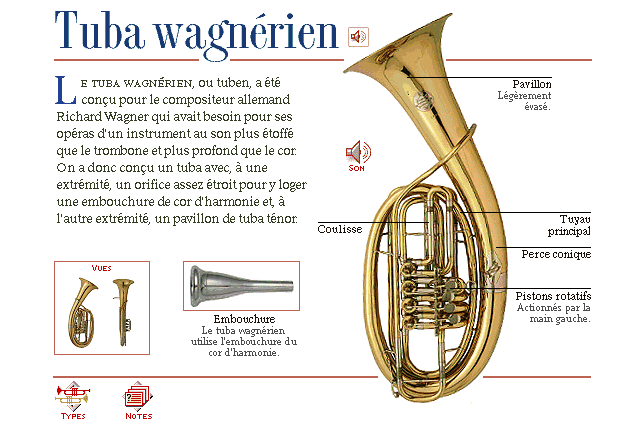 Tuba wagnérien
LE TUBA WAGNÉRIEN, ou tuben, a été
conçu pour le compositeur allemand
Richard Wagner qui avait besoin pour ses
opéras d'un instrument au son plus étoffé
que le trombone et plus profond que le cor.
On a donc conçu un tuba avec, à une
extrémité, un orifice assez étroit pour y loger
une embouchure de cor d'harmonie et, à
l'autre extrémité, un pavillon de tuba ténor.
SON
Pavillon
Légèrement
évasé.
Coulisse
Tuyau
principal
Perce conique
Pistons rotatifs
Actionnés par la
main gauche.
VUES
Embouchure
Le tuba wagnérien
utilise l'embouchure du
cor d'harmonie.
TYPES
NOTES